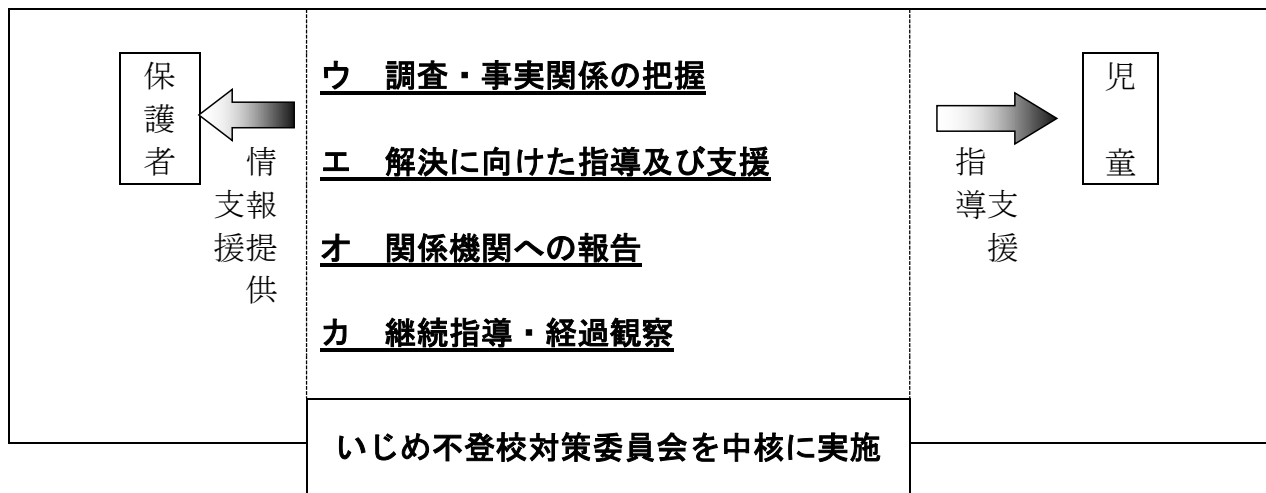 保護者
情報提供
支援
ウ　調査・事実関係の把握
エ　解決に向けた指導及び支援
オ　関係機関への報告
カ　継続指導・経過観察
いじめ不登校対策委員会を中核に実施
支援
指導
児童